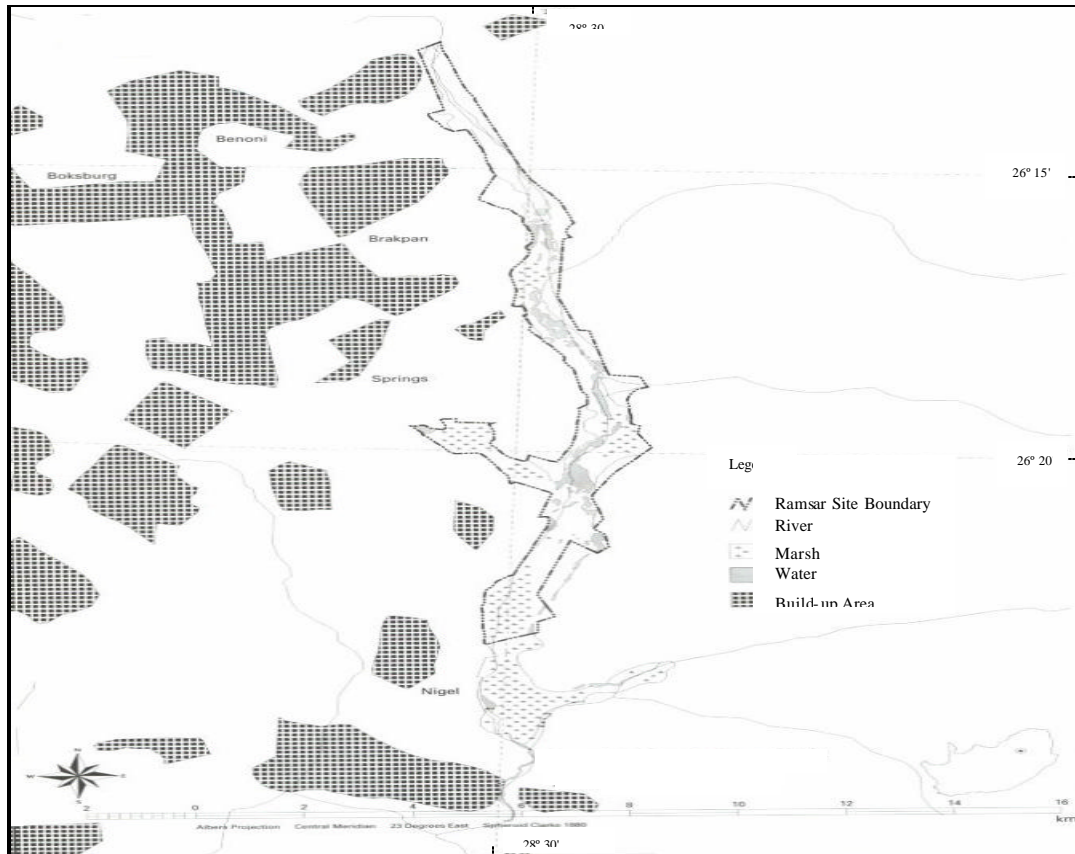 28º 30
Benoni
26º 15'
Boksburg
Brakpan
Springs
26º 20
Leg
Ramsar Site Boundary
River
Marsh
Water
Build-up Area
Nigel
N
W E
S
2 0 2 4 6 8 10 12 14 16
km
Albers Projection Central Meridian 23 Degrees East Spheroid Clarke 1880
28º 30'